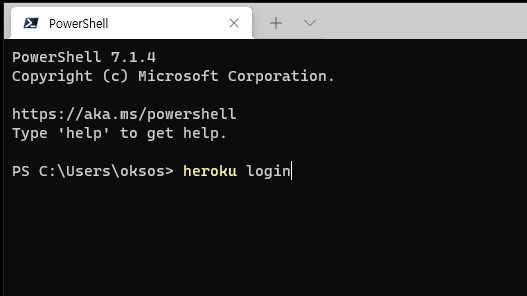 PowerShell
PowerShell 7.1.4
Copyright (c) Microsoft Corporation.
https://aka.ms/powershell
Type 'help' to get help.
PS C:\Users\oksos> heroku login